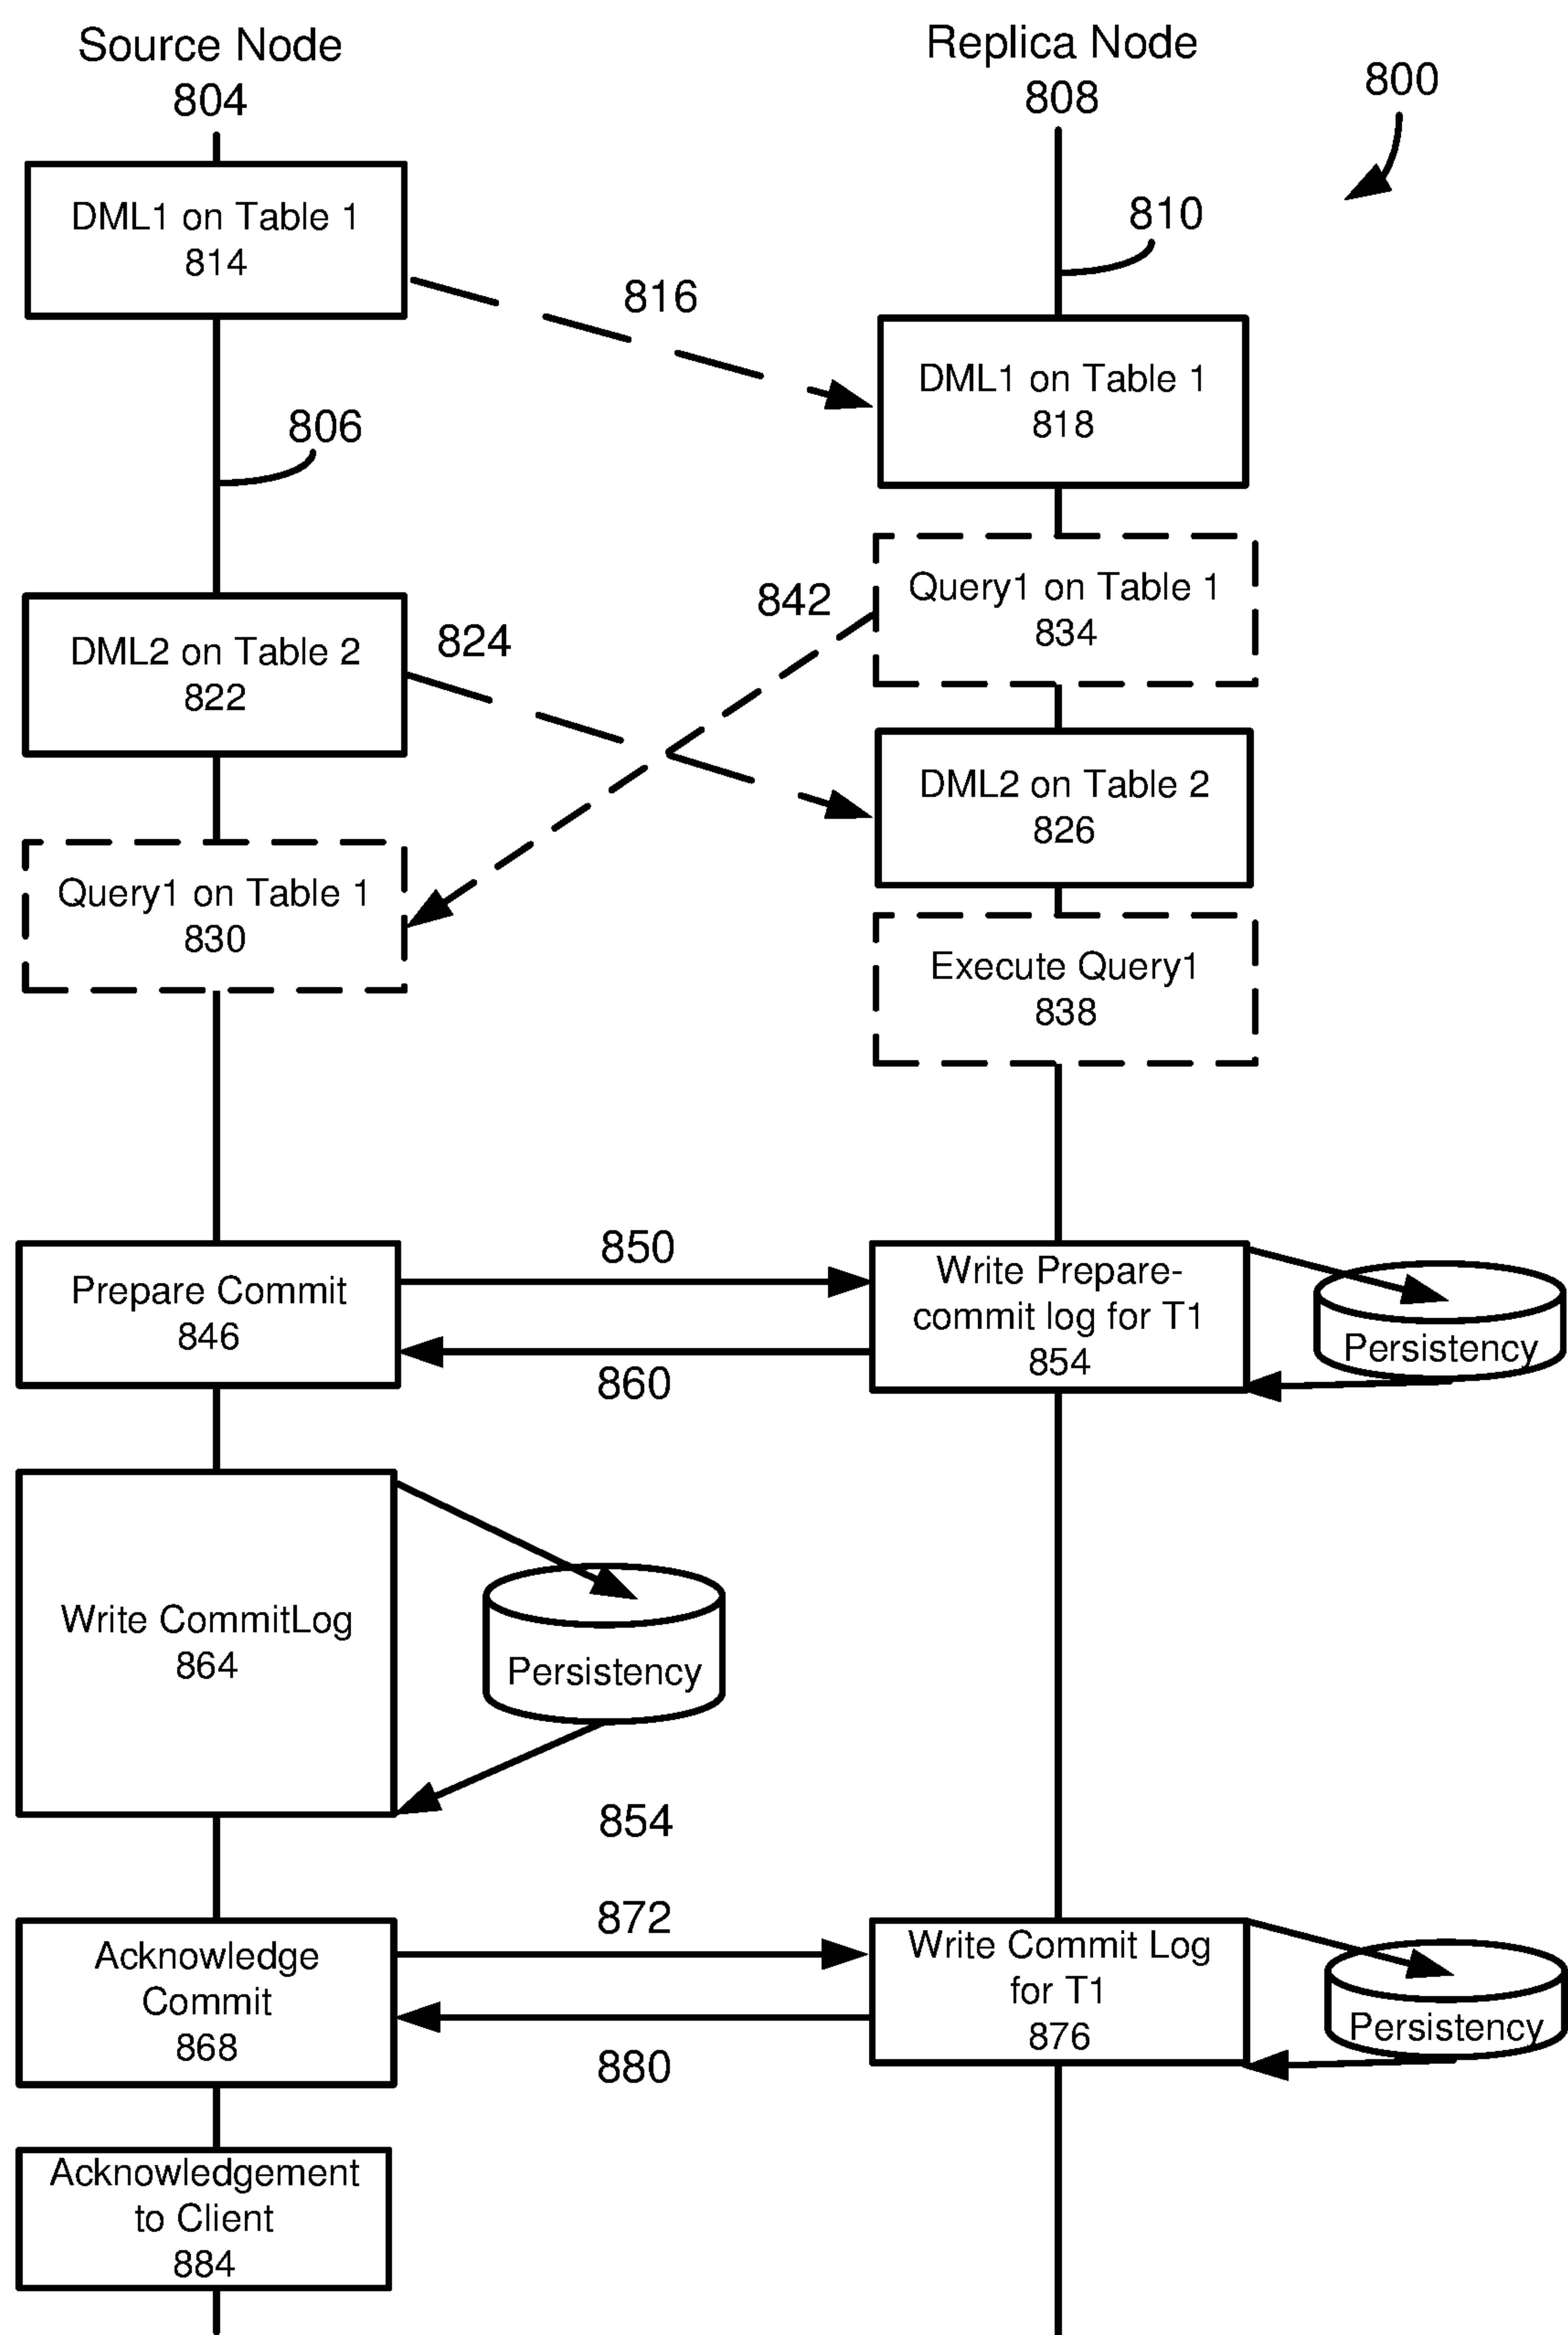 Source Node
804
Replica Node
808
800
DML1 on Table 1
814
810
816
DML1 on Table 1
818
806
Query1 on Table 1
834
842
DML2 on Table 2
822
824
DML2 on Table 2
826
Query1 on Table 1
830
Execute Query1
838
Prepare Commit
846
850
860
Write Prepare-
commit log for T1
854
Persistency
Write CommitLog
864
Persistency
854
Acknowledge
Commit
868
872
880
Write Commit Log
for T1
876
Persistency
Acknowledgement
to Client
884